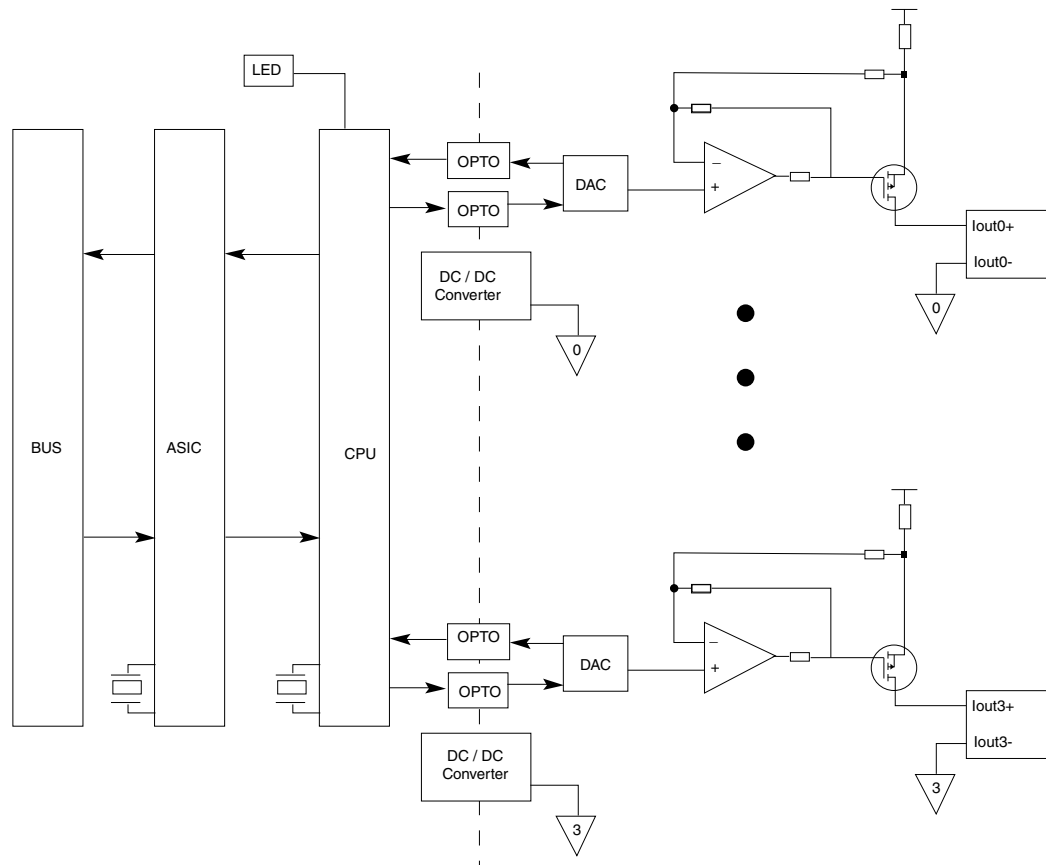 LED
BUS
ASIC
CPU
OPTO
OPTO
DAC
−
+
Iout0+
Iout0-
0
DC / DC
Converter
0
OPTO
OPTO
DAC
−
+
Iout3+
Iout3-
3
DC / DC
Converter
3